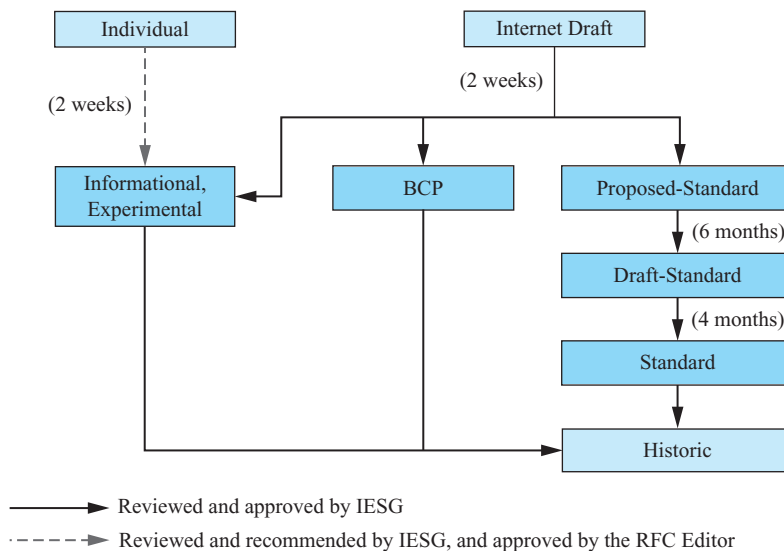 Individual
Internet Draft
(2 weeks)
(2 weeks)
Informational,
Experimental
BCP
Proposed-Standard
(6 months)
Draft-Standard
(4 months)
Standard
Historic
Reviewed and approved by IESG
Reviewed and recommended by IESG, and approved by the RFC Editor